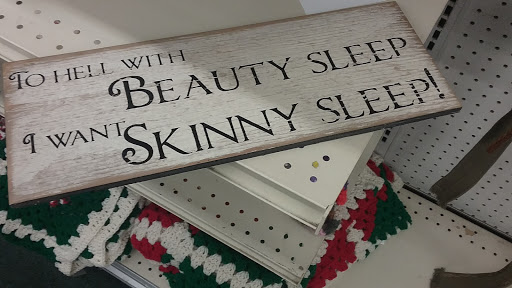 To hell with
Beauty sleep
I want
Skinny sleep!